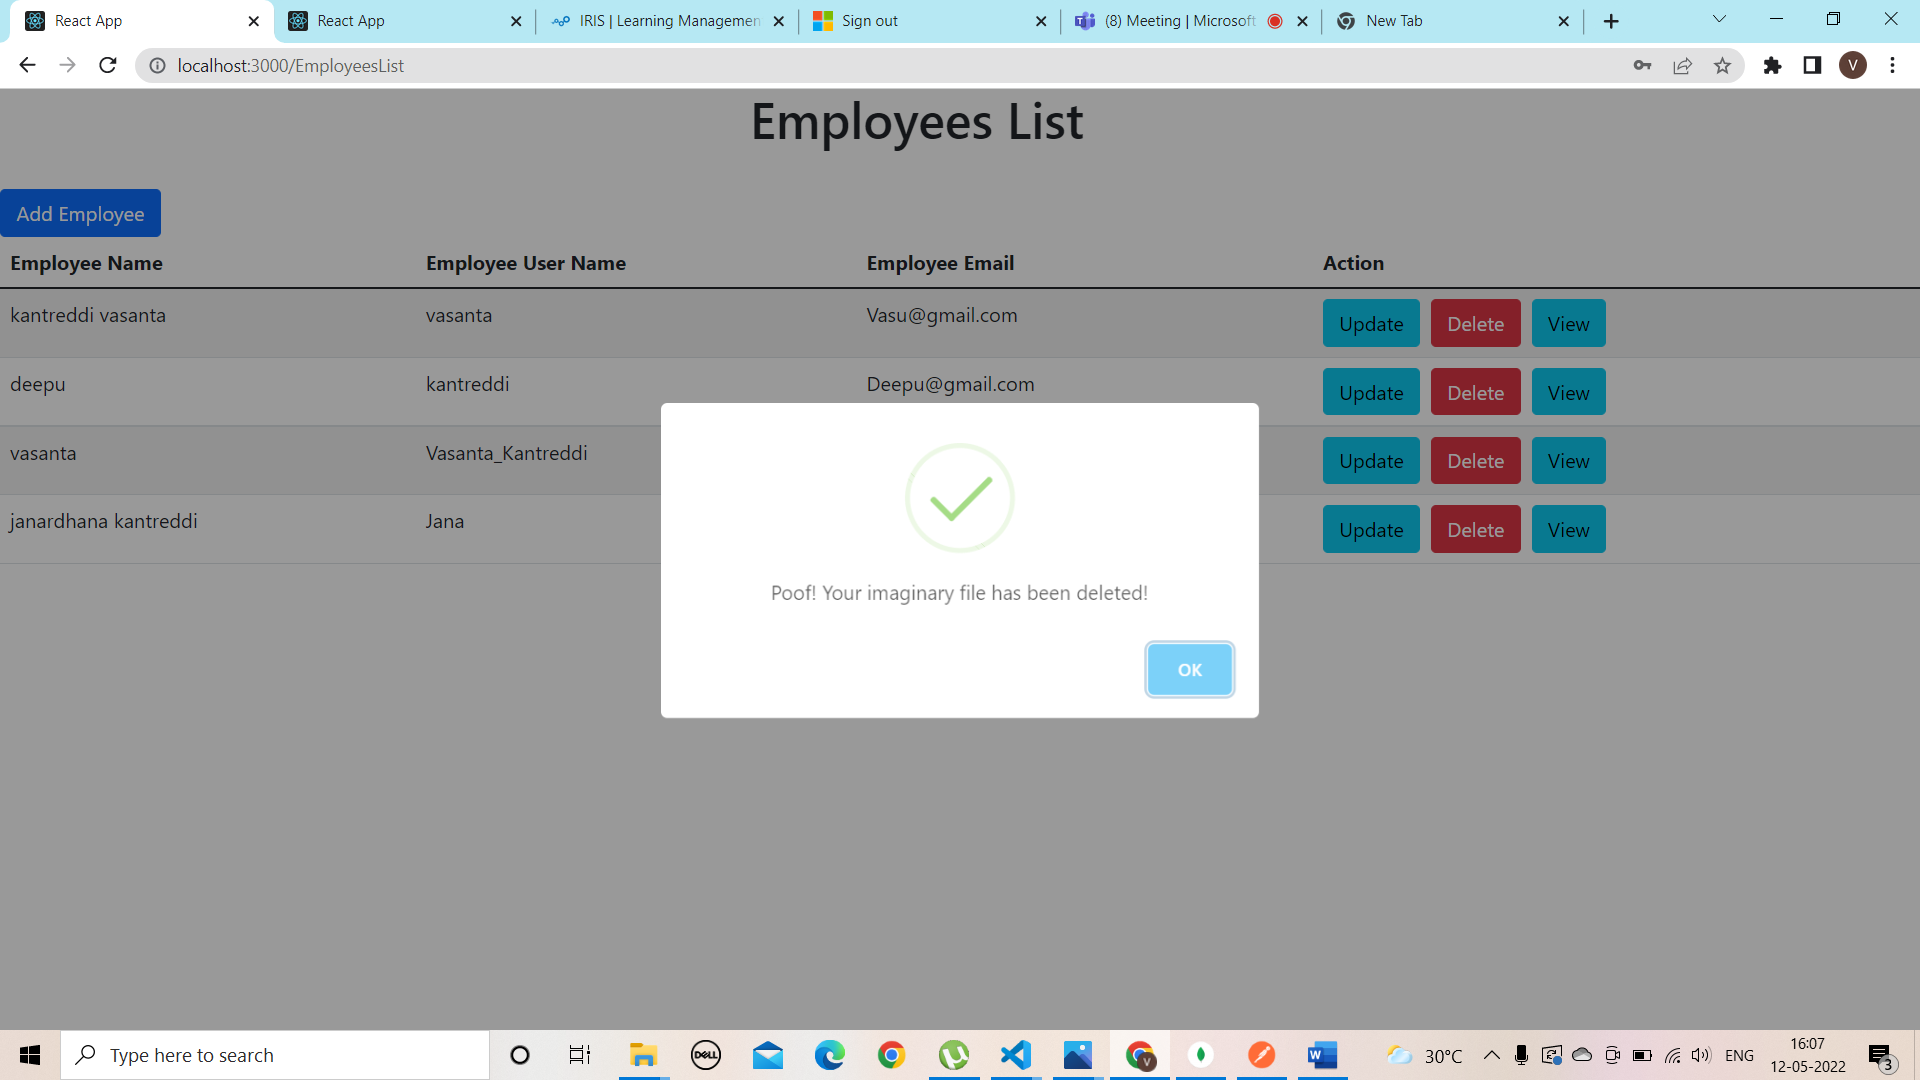 React App
React App
IRIS | Learning Managemen
Sign out
(8) Meeting | Microsoft
New Tab
localhost:3000/EmployeesList
V
Employees List
Add Employee
Employee Name Employee User Name Employee Email Action
kantreddi vasanta vasanta Vasu@gmail.com Update Delete View
deepu kantreddi Deepu@gmail.com Update Delete View
vasanta Vasanta_Kantreddi Update Delete View
janardhana kantreddi Jana Update Delete View
Poof! Your imaginary file has been deleted!
OK
Type here to search
DELL
V
W
30°C
ENG
16:07
12-05-2022
3